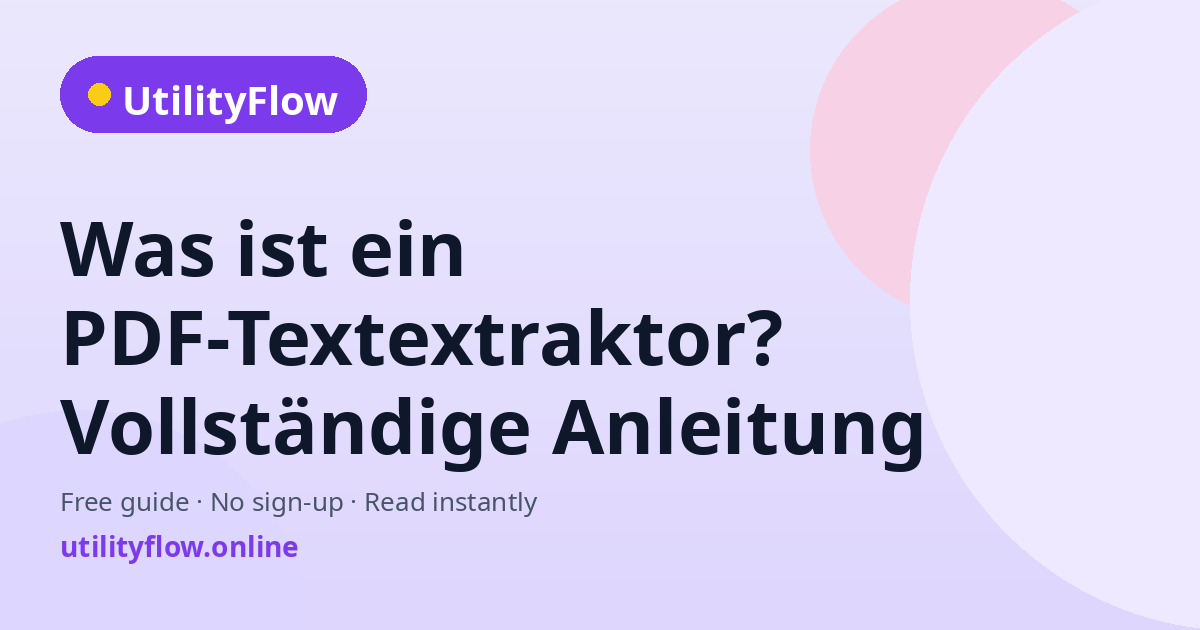 UtilityFlow
Was ist ein
PDF-Textextraktor?
Vollständige Anleitung
Free guide · No sign-up · Read instantly
utilityflow.online